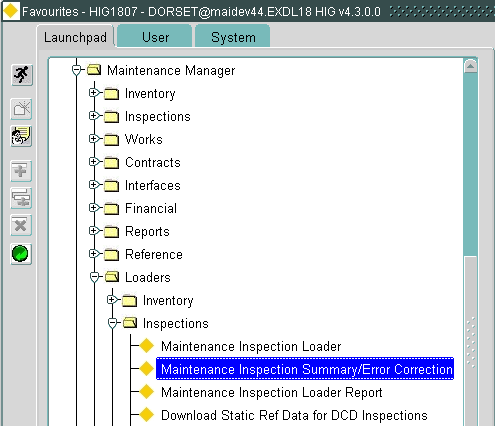 Favourites - HIG1807 - DORSET@maidev44.EXDL18 HIG v4.3.0.0
Launchpad User System
Maintenance Manager
Inventory
Inspections
Works
Contracts
Interfaces
Financial
Reports
Reference
Loaders
Inventory
Inspections
Maintenance Inspection Loader
Maintenance Inspection Summary/Error Correction
Maintenance Inspection Loader Report
Download Static Ref Data for DCD Inspections